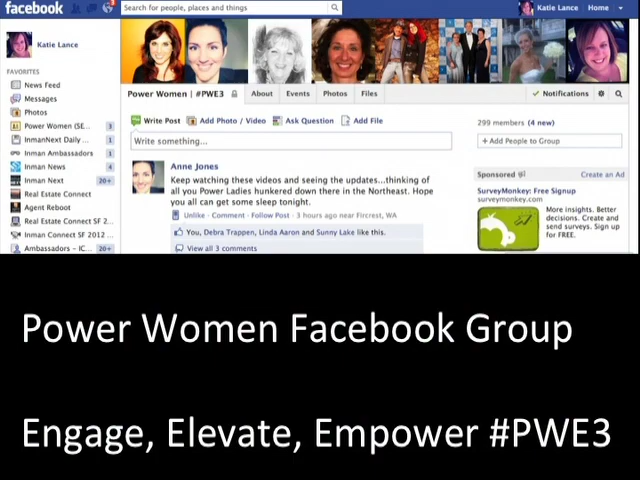 facebook
3
Search for people, places and things
Katie Lance Home
Katie Lance
FAVORITES
News Feed
Messages
Photos
Power Women (SE... 3
InmanNext Daily ... 1
Inman Ambassadors 1
Inman News 4
Inman Next 20+
Real Estate Connect
Agent Reboot
Real Estate Connect SF 2...
Inman Connect SF 2012 ...
Ambassadors - IC... 20+
Power Women | #PWE3 About Events Photos Files Notifications
Write Post Add Photo / Video Ask Question Add File
Write something...
Anne Jones
Keep watching these videos and seeing the updates...thinking of
all you Power Ladies hunkered down there in the Northeast. Hope
you all can get some sleep tonight.
Unlike · Comment · Follow Post · 3 hours ago near Fircrest, WA
You, Debra Trappen, Linda Aaron and Sunny Lake like this.
View all 3 comments
299 members (4 new)
+ Add People to Group
Sponsored Create an Ad
SurveyMonkey: Free Signup
surveymonkey.com
More insights. Better
decisions. Create and
send surveys. Sign up
for FREE.
Power Women Facebook Group
Engage, Elevate, Empower #PWE3